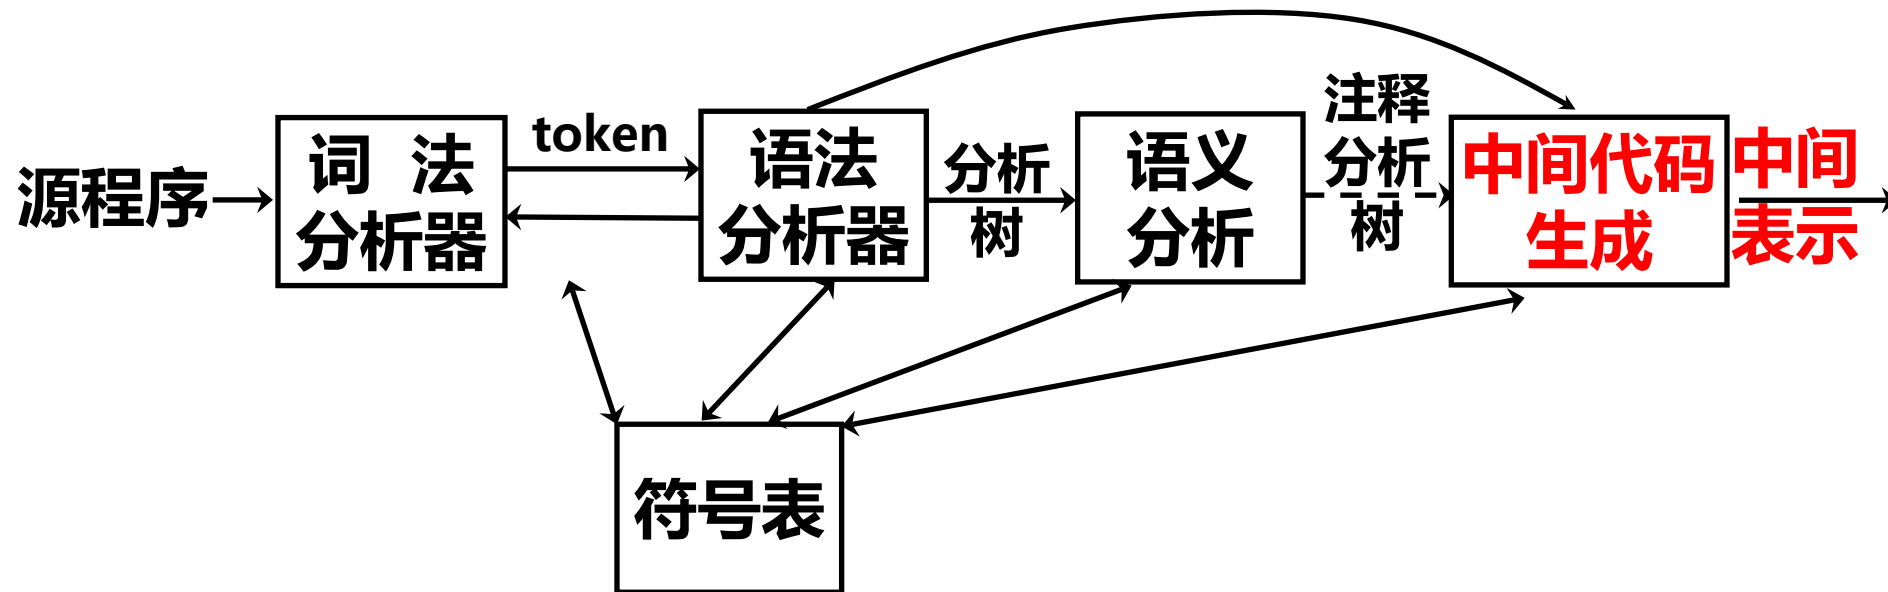 源程序
词 法
分析器
token
语法
分析器
分析
树
语义
分析
注释
分析
树
中间代码
生成
中间
表示
符号表